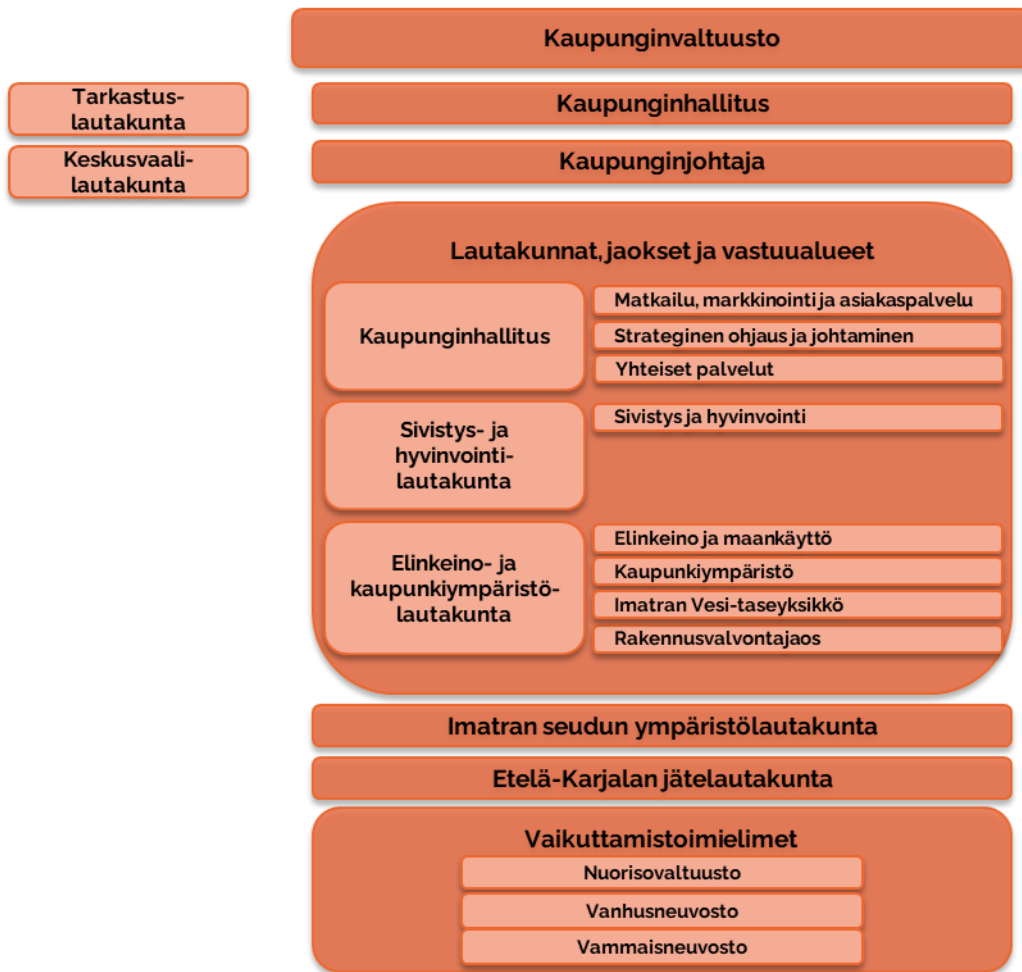 Kaupunginvaltuusto
Tarkastus-
lautakunta
Keskusvaali-
lautakunta
Kaupunginhallitus
Kaupunginjohtaja
Lautakunnat, jaokset ja vastuualueet
Kaupunginhallitus
Matkailu, markkinointi ja asiakaspalvelu
Strateginen ohjaus ja johtaminen
Yhteiset palvelut
Sivistys- ja
hyvinvointi-
lautakunta
Sivistys ja hyvinvointi
Elinkeino- ja
kaupunkiympäristö-
lautakunta
Elinkeino ja maankäyttö
Kaupunkiympäristö
Imatran Vesi-taseyksikkö
Rakennusvalvontajaos
Imatran seudun ympäristölautakunta
Etelä-Karjalan jätelautakunta
Vaikuttamistoimielimet
Nuorisovaltuusto
Vanhusneuvosto
Vammaisneuvosto